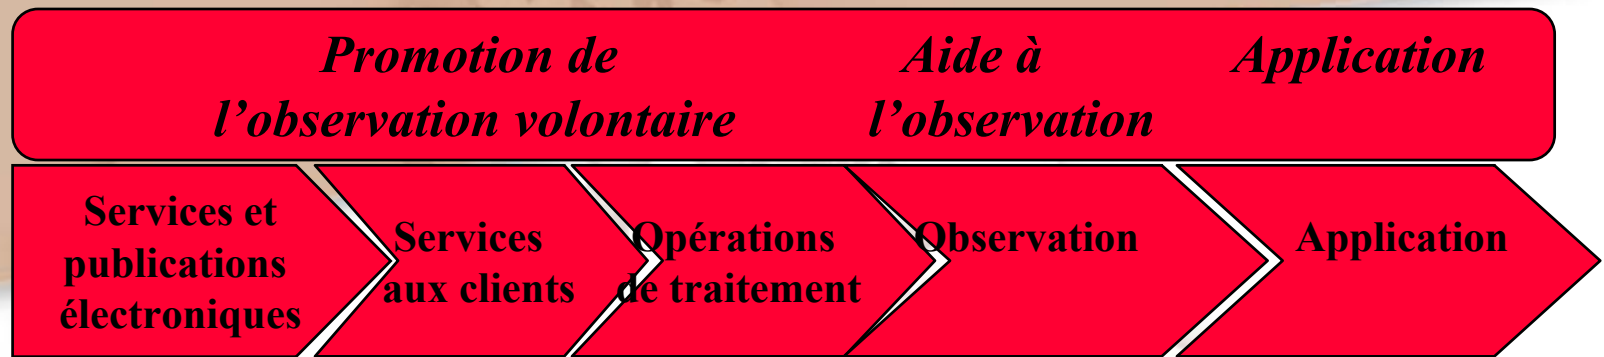 Promotion de
l’observation volontaire
Aide à
l’observation
Application
Services et
publications
électroniques
Services
aux clients
Opérations
de traitement
Observation
Application